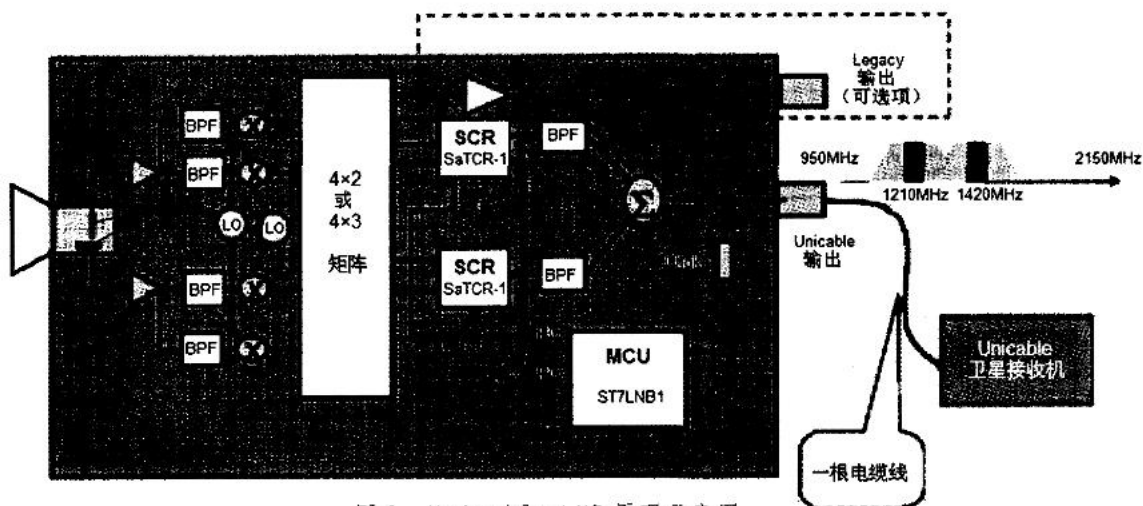 Legacy
输出
（可选项）
BPF
BPF
BPF
BPF
LO
LO
4×2
或
4×3
矩阵
SCR
SaTCR-1
BPF
SCR
SaTCR-1
BPF
Σ
MCU
ST7LNB1
950MHz
2150MHz
1210MHz
1420MHz
Unicable
输出
Unicable
卫星接收机
一根电缆线